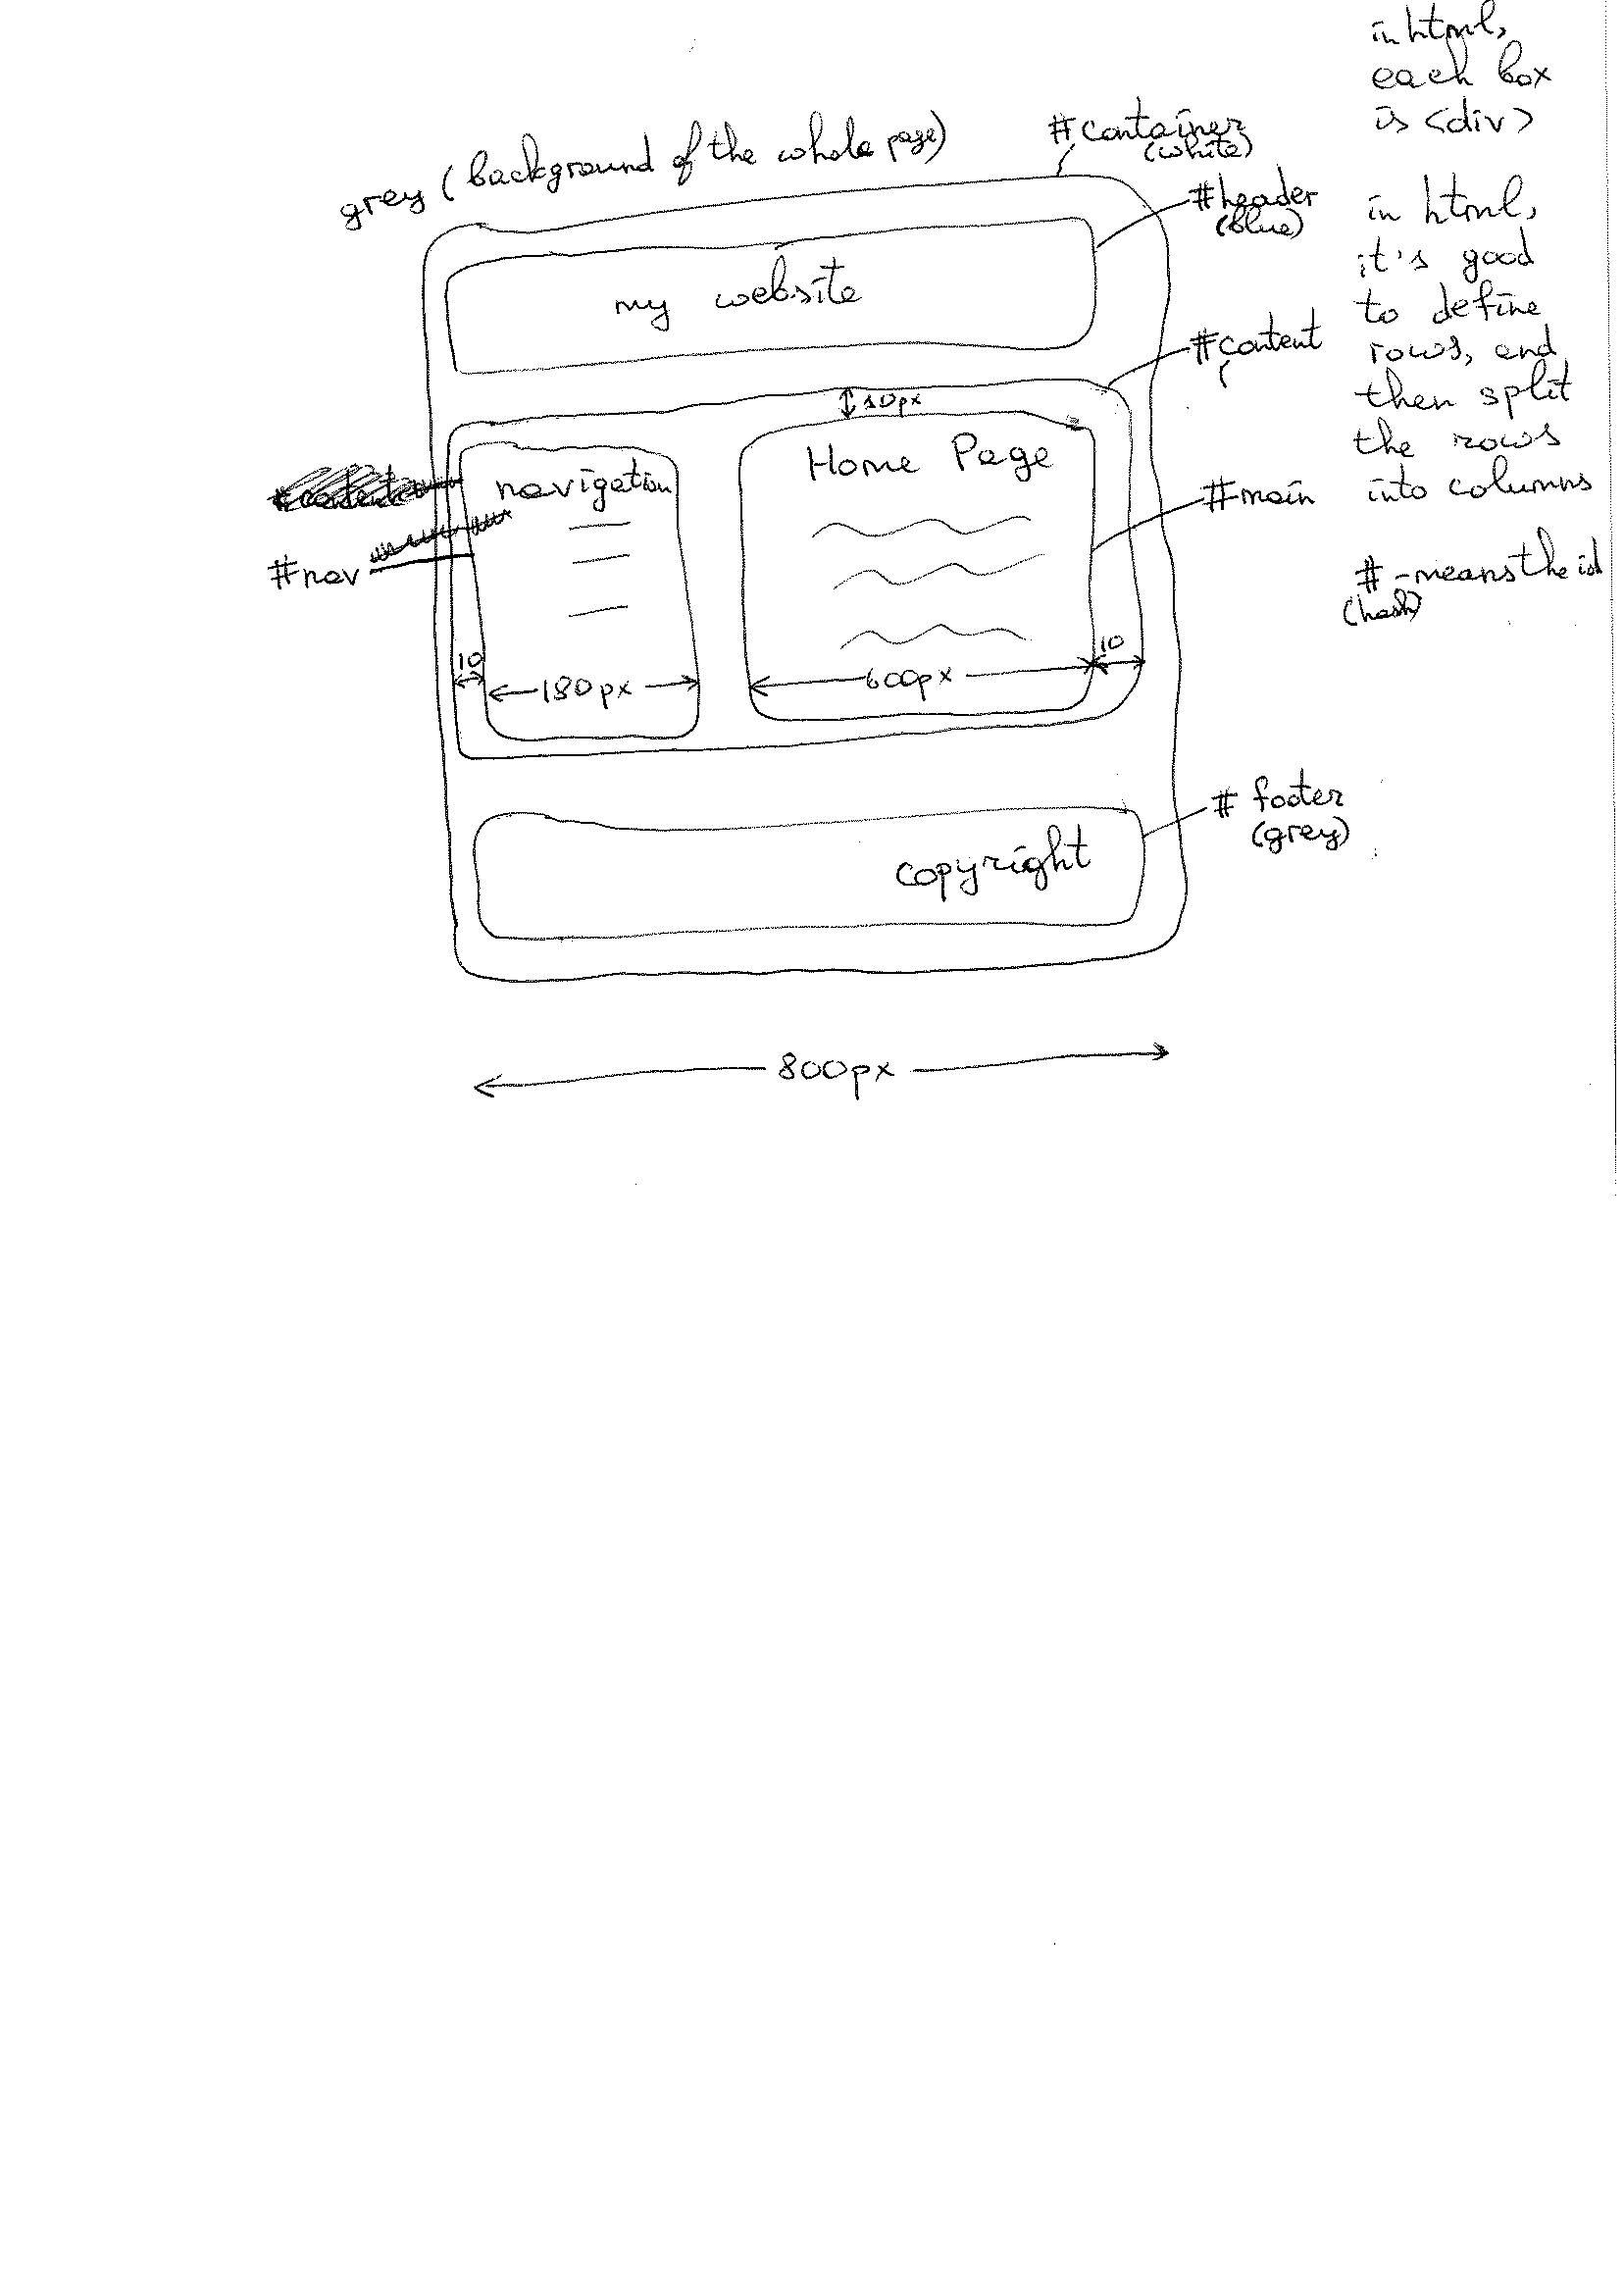 in html,
each box
is <div>
grey (background of the whole page)
#container
(white)
#header
(blue)
in html,
it's good
to define
rows, and
then split
the rows
into columns
my website
#content
(
10px
Home Page
navigation
#main
#nav
# - means the id
(hash)
10
180px
600px
10
# footer
(grey)
copyright
800px